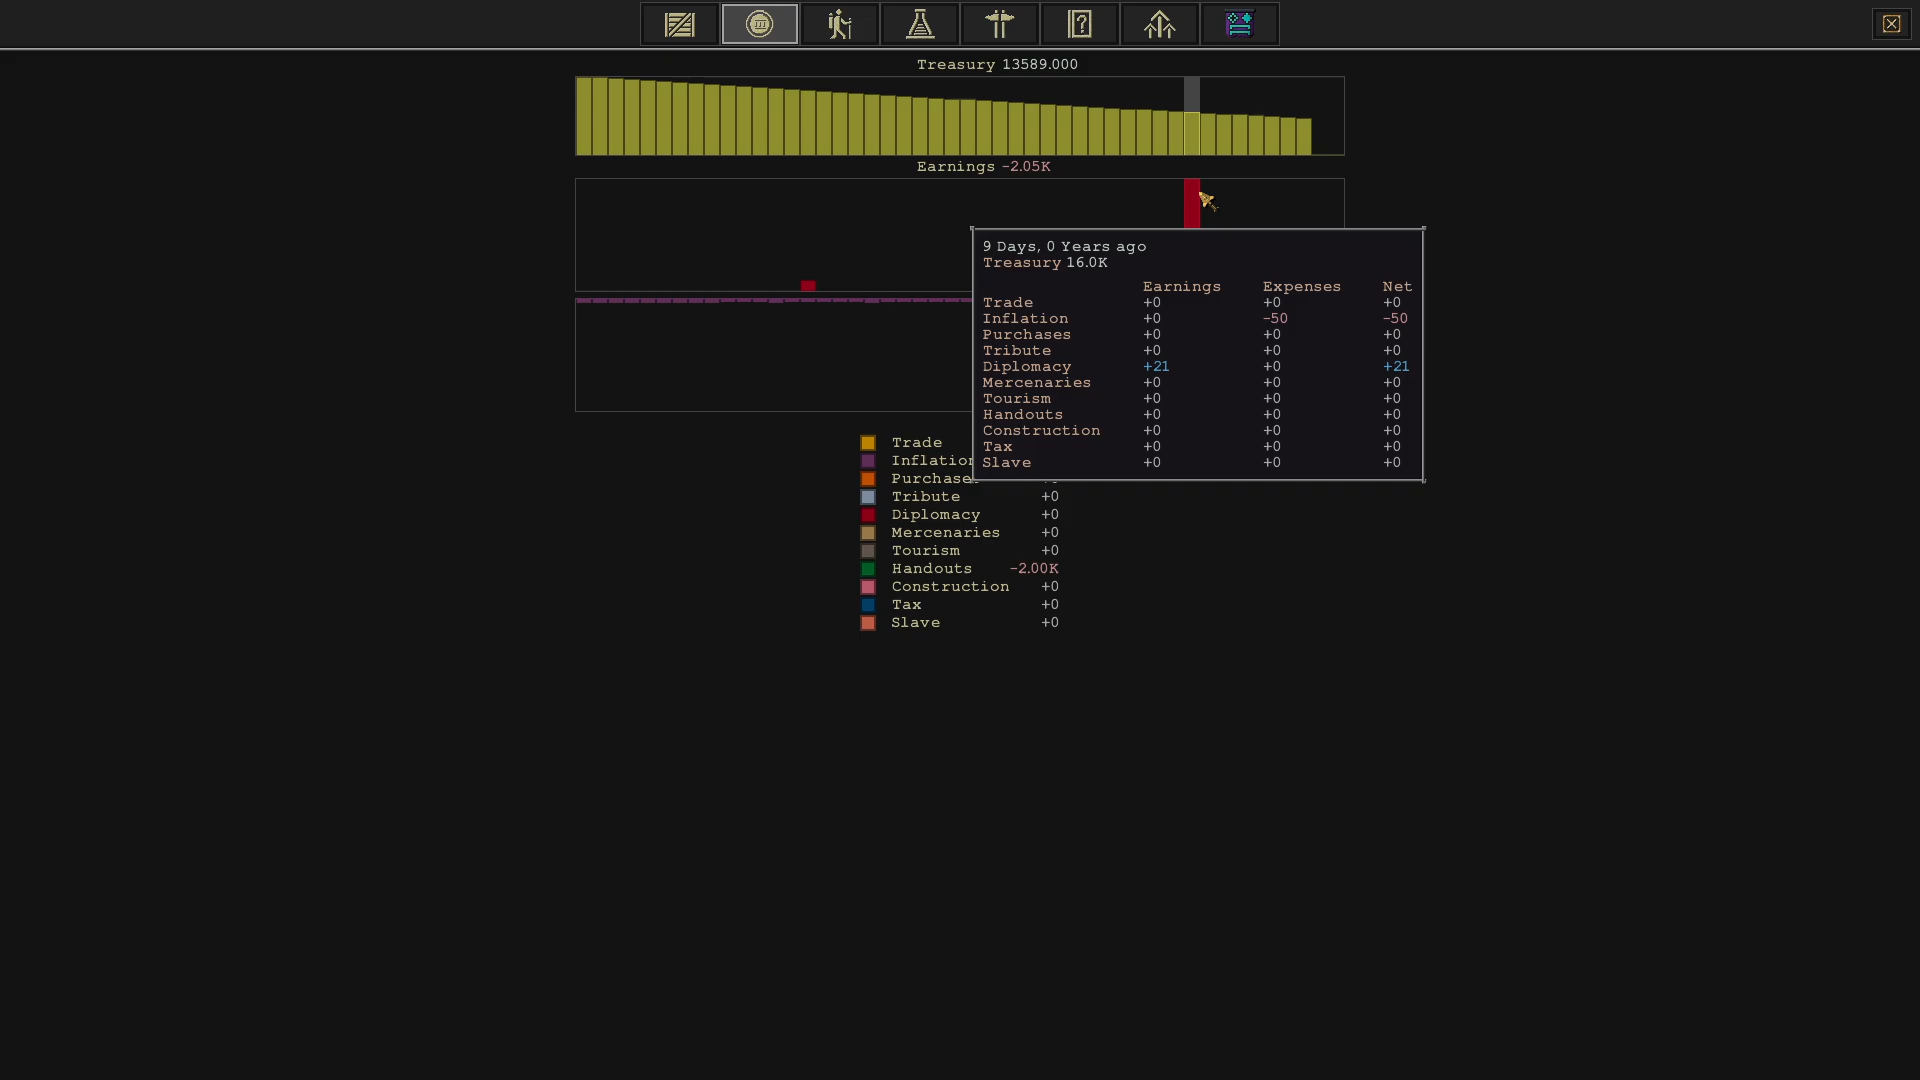 Treasury 13589.000
Earnings -2.05K
9 Days, 0 Years ago
Treasury 16.0K
Earnings Expenses Net
Trade +0 +0 +0
Inflation +0 -50 -50
Purchases +0 +0 +0
Tribute +0 +0 +0
Diplomacy +21 +0 +21
Mercenaries +0 +0 +0
Tourism +0 +0 +0
Handouts +0 +0 +0
Construction +0 +0 +0
Tax +0 +0 +0
Slave +0 +0 +0
Trade
Inflation
Purchases
Tribute +0
Diplomacy +0
Mercenaries +0
Tourism +0
Handouts -2.00K
Construction +0
Tax +0
Slave +0